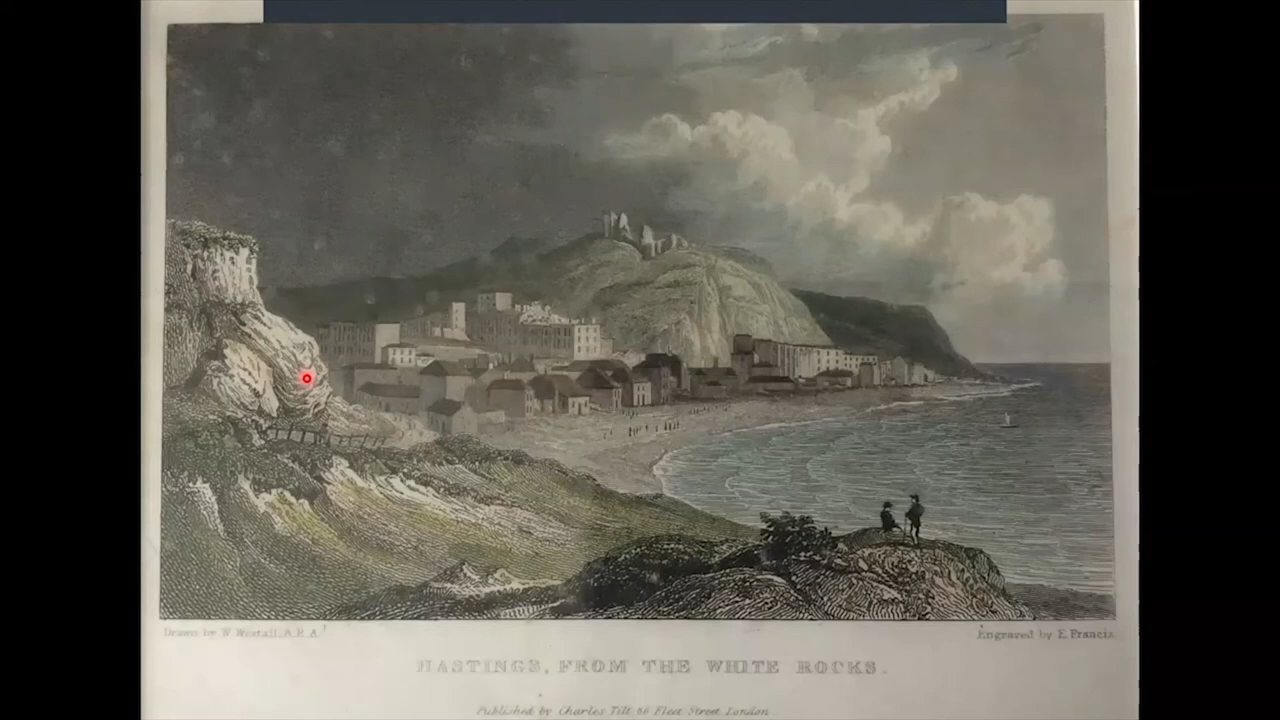 Drawn by W. Westall, A.R.A.
Engraved by E. Francis.
HASTINGS, FROM THE WHITE ROCKS.
Published by Charles Tilt, 86 Fleet Street, London